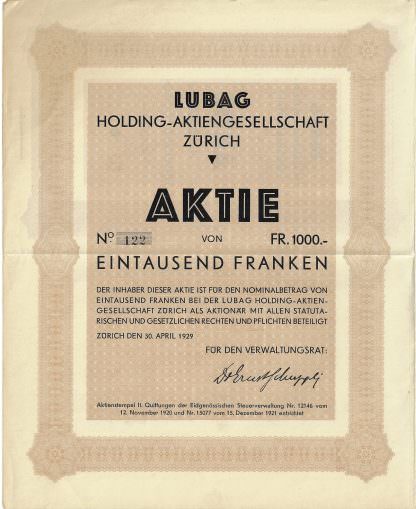 LUBAG
HOLDING-AKTIENGESELLSCHAFT
ZÜRICH
AKTIE
No. 122 VON FR. 1000.-
EINTAUSEND FRANKEN
DER INHABER DIESER AKTIE IST FÜR DEN NOMINALBETRAG VON
EINTAUSEND FRANKEN BEI DER LUBAG HOLDING-AKTIEN-
GESELLSCHAFT ZÜRICH ALS AKTIONÄR MIT ALLEN STATUTA-
RISCHEN UND GESETZLICHEN RECHTEN UND PFLICHTEN BETEILIGT
ZÜRICH DEN 30. APRIL 1929
FÜR DEN VERWALTUNGSRAT:
Dr Ernst
Aktienstempel lt. Quittungen der Eidgenössischen Steuerverwaltung Nr. 12146 vom
12. November 1920 und Nr. 15077 vom 15. Dezember 1921 entrichtet